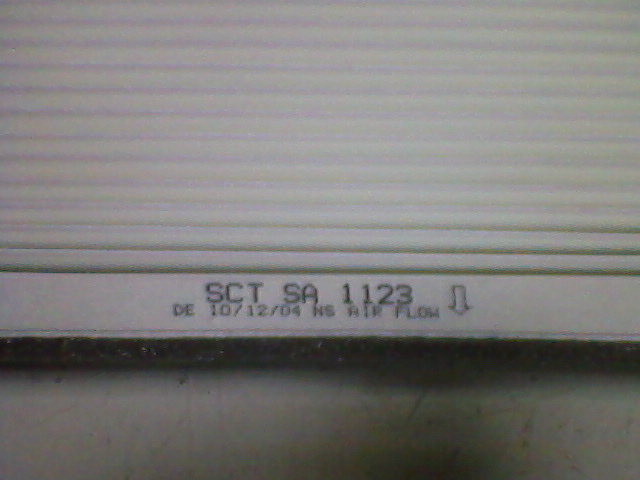 SCT SA 1123
DE 10/12/04 NS AIR FLOW